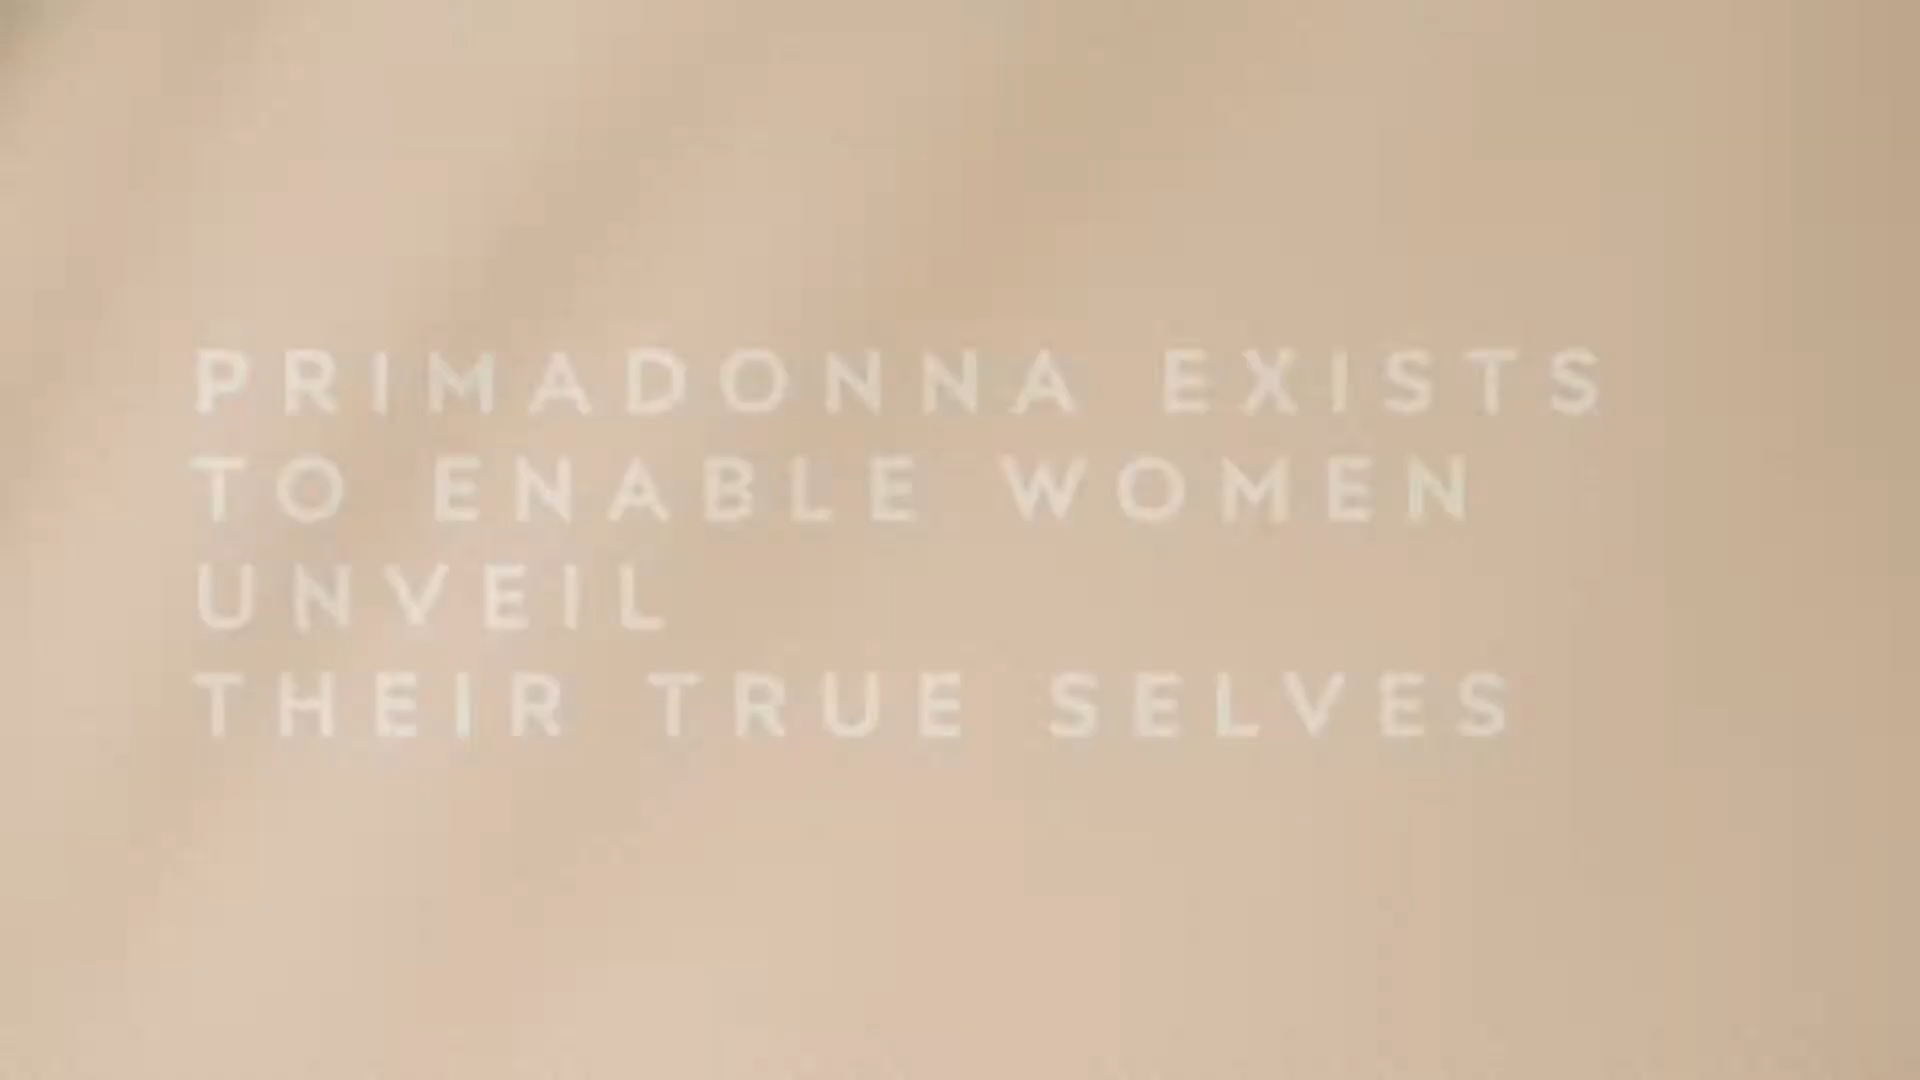 PRIMADONNA EXISTS
TO ENABLE WOMEN
UNVEIL
THEIR TRUE SELVES